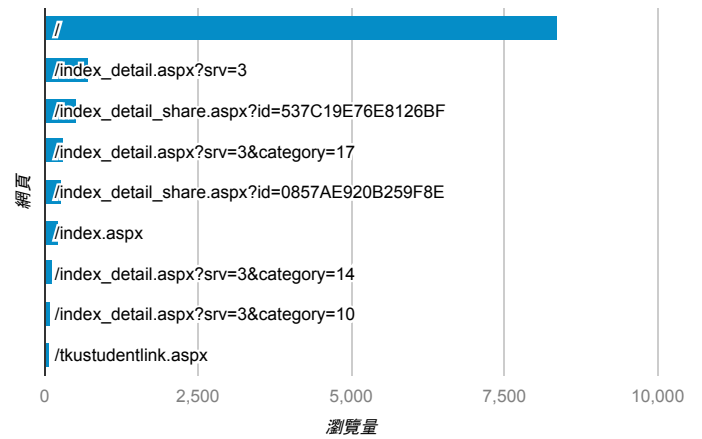 /
/index_detail.aspx?srv=3
/index_detail_share.aspx?id=537C19E76E8126BF
/index_detail.aspx?srv=3&category=17
/index_detail_share.aspx?id=0857AE920B259F8E
/index.aspx
/index_detail.aspx?srv=3&category=14
/index_detail.aspx?srv=3&category=10
/tkustudentlink.aspx
網頁
0 2,500 5,000 7,500 10,000
瀏覽量